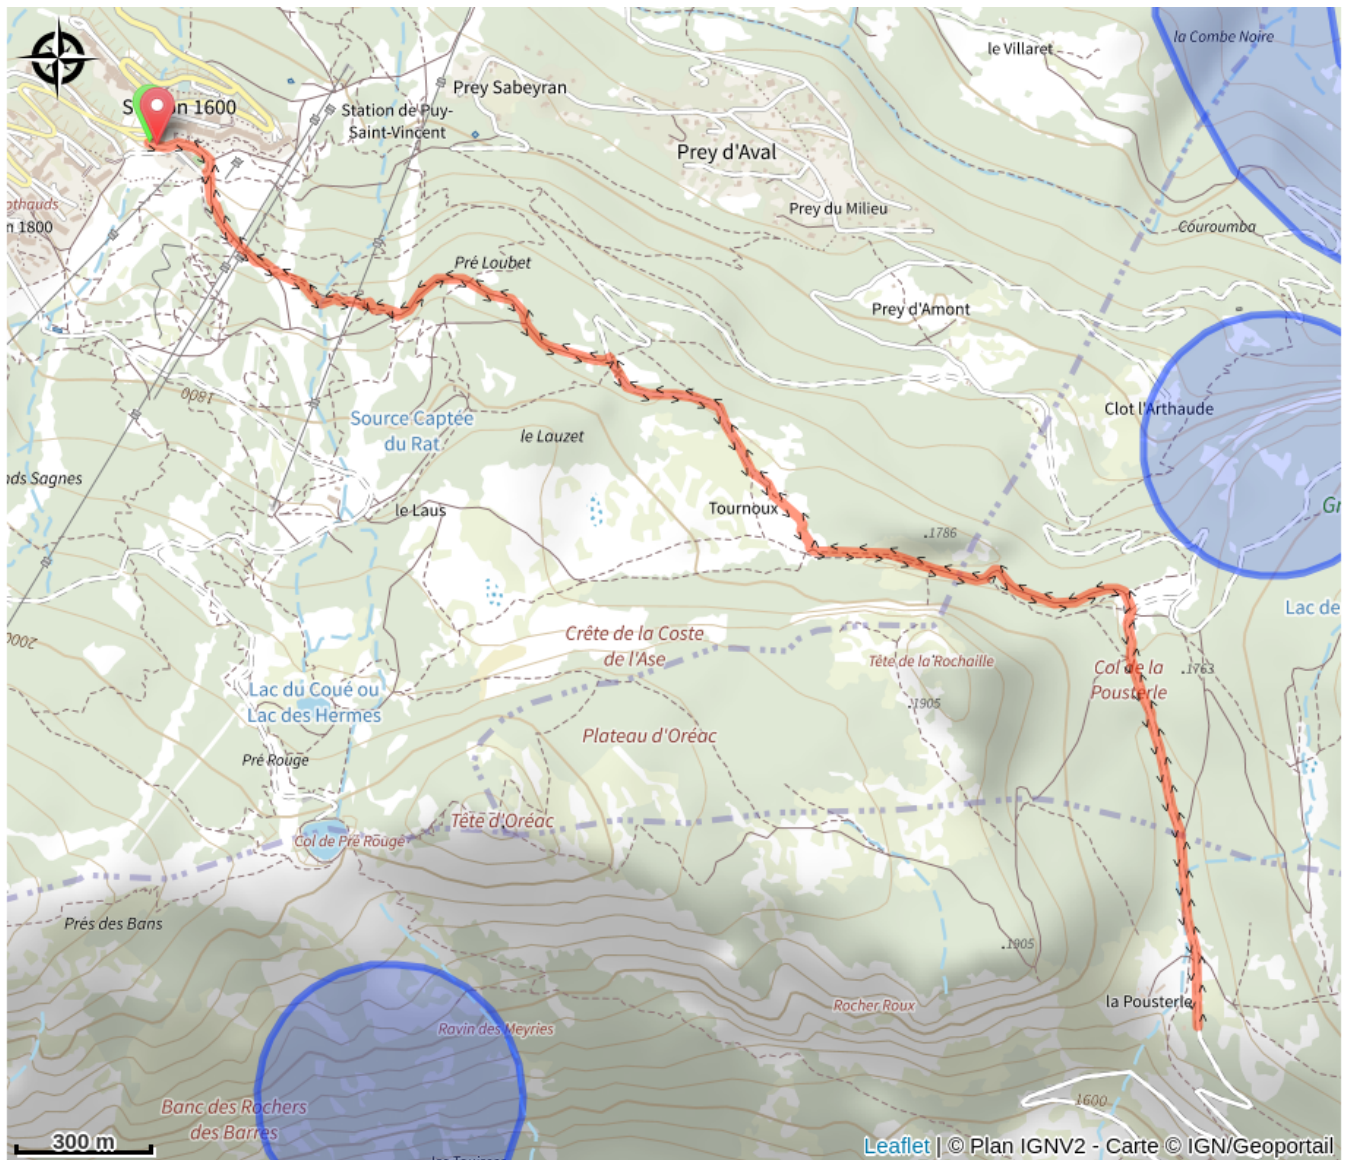 la Combe Noire
le Villaret
Prey Sabeyran
Station de Puy-
Saint-Vincent
Prey d'Aval
Prey du Milieu
1800
Couroumba
Pré Loubet
Prey d'Amont
1800
Source Captée
du Rat
le Lauzet
Clot l'Arthaude
Sagnes
le Laus
Tournoux
.1786
Lac de
2000
Crête de la Coste
de l'Ase
Tête de la Rochaille
Col de la
Pousterle
.1763
Lac du Coué ou
Lac des Hermes
.1905
Plateau d'Oréac
Pré Rouge
Tête d'Oréac
Col de Pré Rouge
Prés des Bans
.1905
la Pousterle
Rocher Roux
Ravin des Meyries
Banc des Rochers
des Barres
1600
300 m
Leaflet | © Plan IGNV2 - Carte © IGN/Geoportail